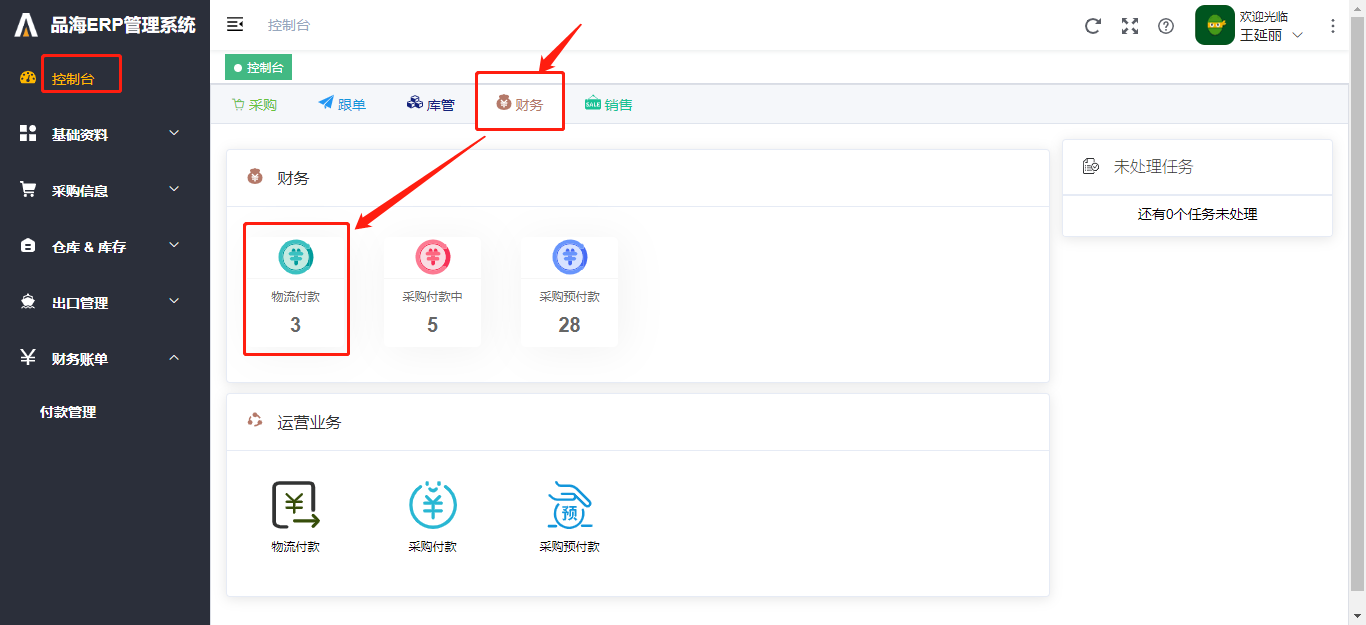 品海ERP管理系统
控制台
基础资料
采购信息
仓库 & 库存
出口管理
财务账单
付款管理
控制台
欢迎光临
王延丽
控制台
采购
跟单
库管
财务
SALE 销售
财务
物流付款
3
采购付款中
5
采购预付款
28
未处理任务
还有0个任务未处理
运营业务
物流付款
采购付款
预
采购预付款